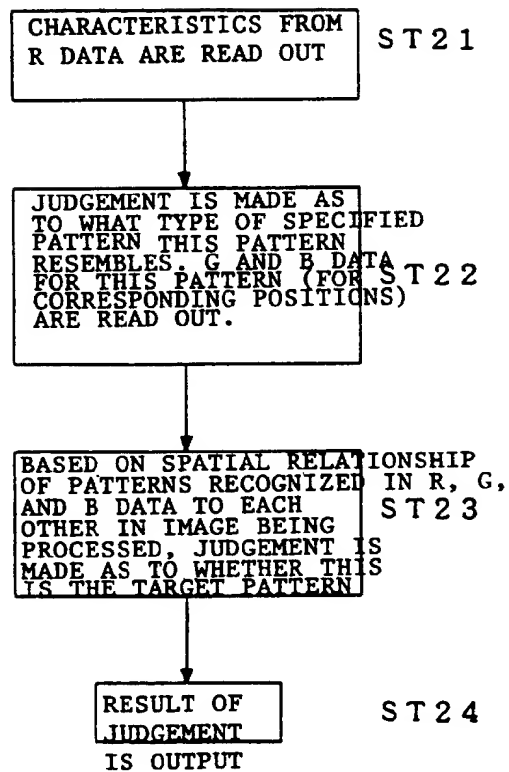 CHARACTERISTICS FROM
R DATA ARE READ OUT
ST21
JUDGEMENT IS MADE AS
TO WHAT TYPE OF SPECIFIED
PATTERN THIS PATTERN
RESEMBLES. G AND B DATA
FOR THIS PATTERN (FOR
CORRESPONDING POSITIONS)
ARE READ OUT.
ST22
BASED ON SPATIAL RELATIONSHIP
OF PATTERNS RECOGNIZED IN R, G,
AND B DATA TO EACH
OTHER IN IMAGE BEING
PROCESSED, JUDGEMENT IS
MADE AS TO WHETHER THIS
IS THE TARGET PATTERN
ST23
RESULT OF
JUDGEMENT
IS OUTPUT
ST24